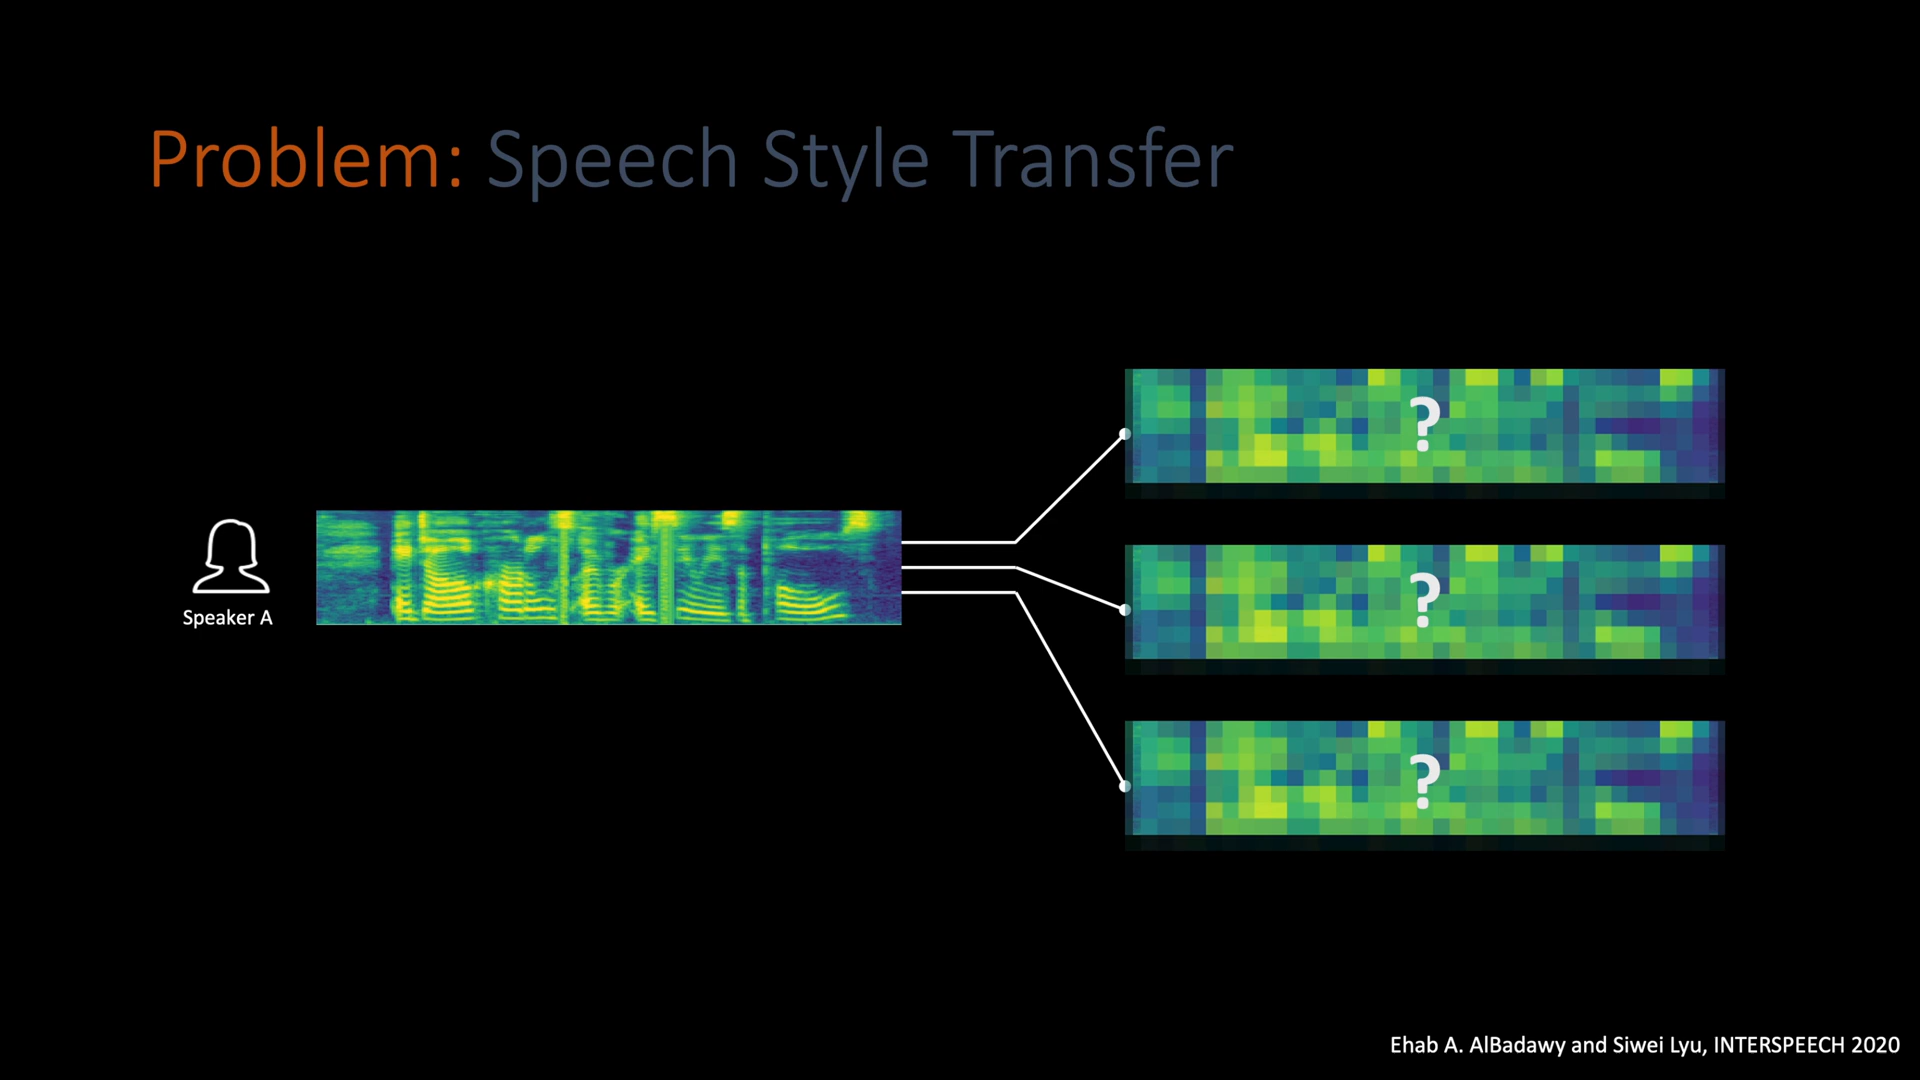 Problem: Speech Style Transfer
?
Speaker A
?
?
Ehab A. AlBadawy and Siwei Lyu, INTERSPEECH 2020